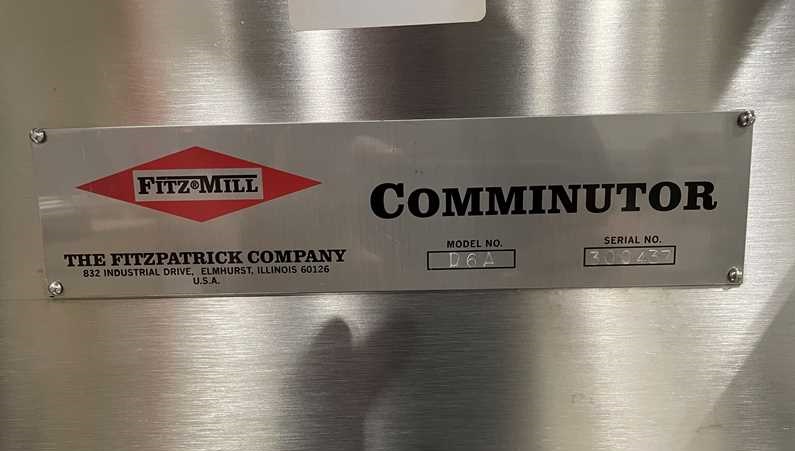 FITZ®MILL
COMMINUTOR
THE FITZPATRICK COMPANY
832 INDUSTRIAL DRIVE, ELMHURST, ILLINOIS 60126
U.S.A.
MODEL NO.
D6A
SERIAL NO.
300437